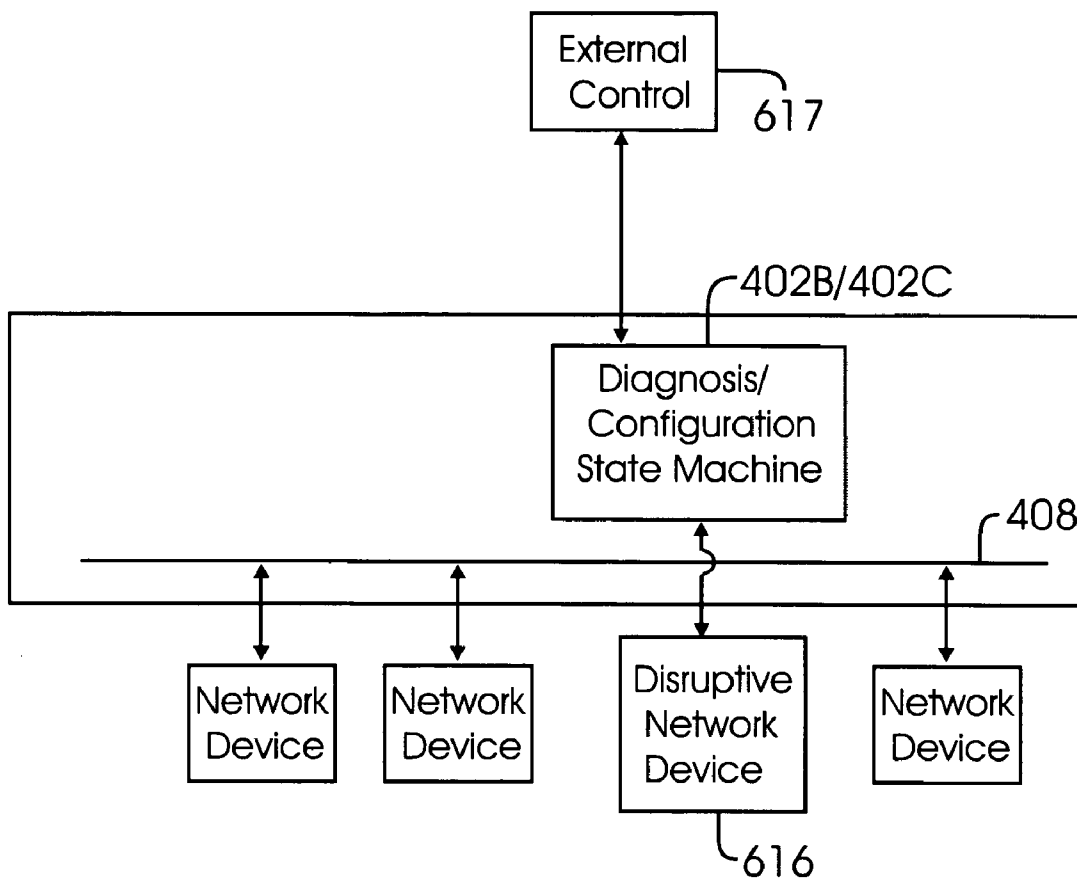 External
Control
617
402B/402C
Diagnosis/
Configuration
State Machine
408
Network
Device
Network
Device
Disruptive
Network
Device
Network
Device
616